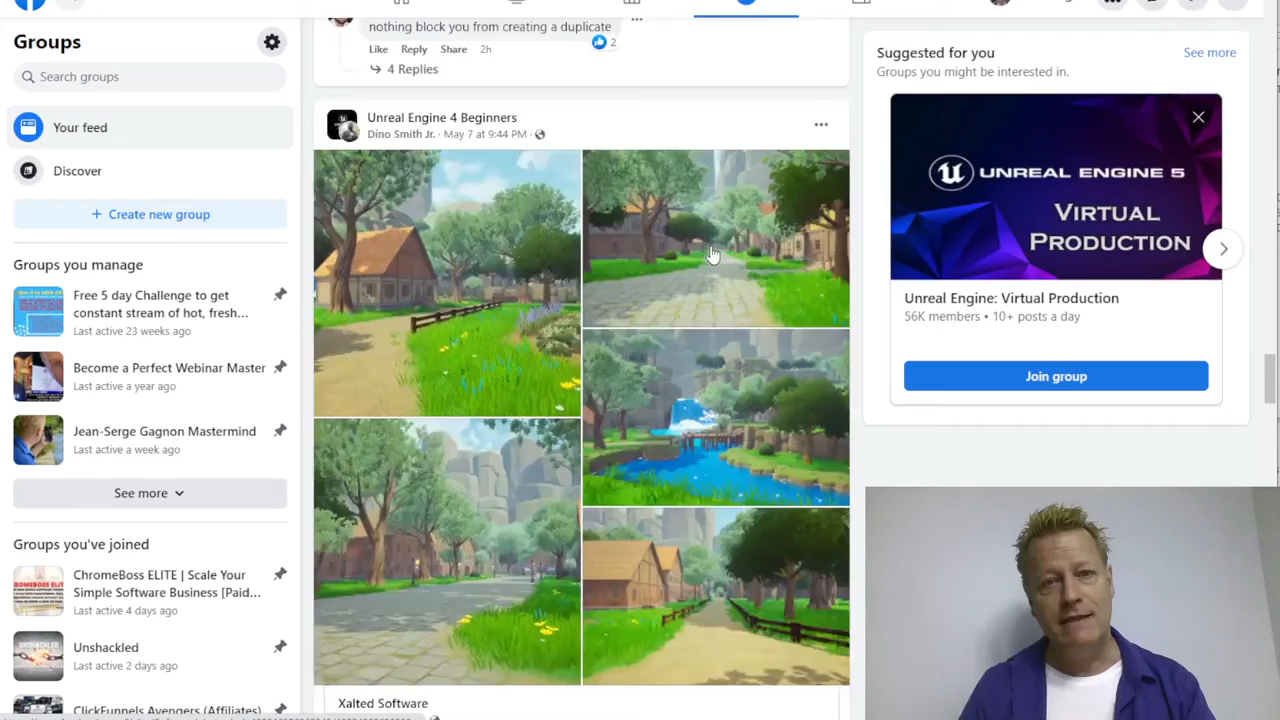 Groups
Search groups
Your feed
Discover
+ Create new group
Groups you manage
Free 5 day Challenge to get
constant stream of hot, fresh...
Last active 23 weeks ago
Become a Perfect Webinar Master
Last active a year ago
Jean-Serge Gagnon Mastermind
Last active a week ago
See more
Groups you've joined
ChromeBoss ELITE | Scale Your
Simple Software Business [Paid...
Last active 4 days ago
Unshackled
Last active 2 days ago
ClickFunnels Avengers (Affiliates)
nothing block you from creating a duplicate
2
Like Reply Share 2h
4 Replies
Unreal Engine 4 Beginners
Dino Smith Jr. · May 7 at 9:44 PM ·
Xalted Software
Suggested for you
See more
Groups you might be interested in.
UNREAL ENGINE 5
VIRTUAL
PRODUCTION
Unreal Engine: Virtual Production
56K members • 10+ posts a day
Join group